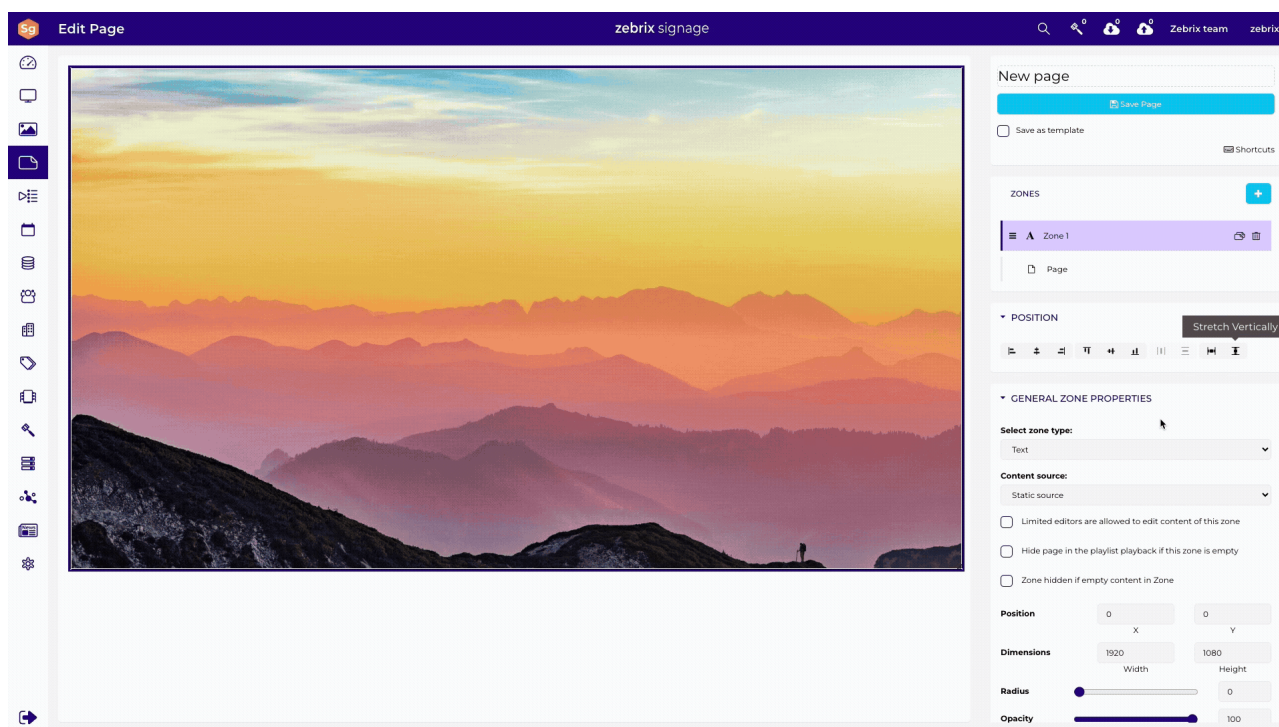 Sg Edit Page zebrix signage 0 0 0 Zebrix team zebrix
New page
Save Page
Save as template
Shortcuts
ZONES
+
A Zone 1
Page
POSITION
Stretch Vertically
GENERAL ZONE PROPERTIES
Select zone type:
Text
Content source:
Static source
Limited editors are allowed to edit content of this zone
Hide page in the playlist playback if this zone is empty
Zone hidden if empty content in Zone
Position 0 0
X Y
Dimensions 1920 1080
Width Height
Radius 0
Opacity 100